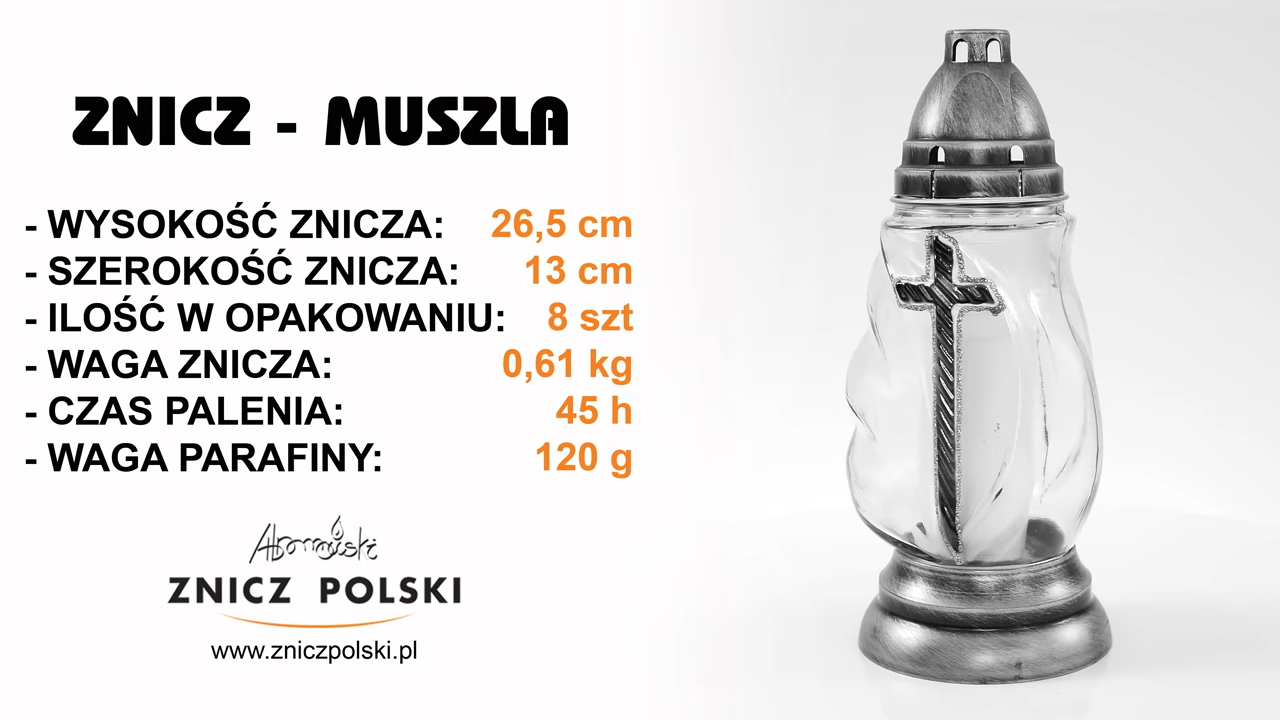 ZNICZ - MUSZLA
- WYSOKOŚĆ ZNICZA: 26,5 cm
- SZEROKOŚĆ ZNICZA: 13 cm
- ILOŚĆ W OPAKOWANIU: 8 szt
- WAGA ZNICZA: 0,61 kg
- CZAS PALENIA: 45 h
- WAGA PARAFINY: 120 g
ZNICZ POLSKI
www.zniczpolski.pl